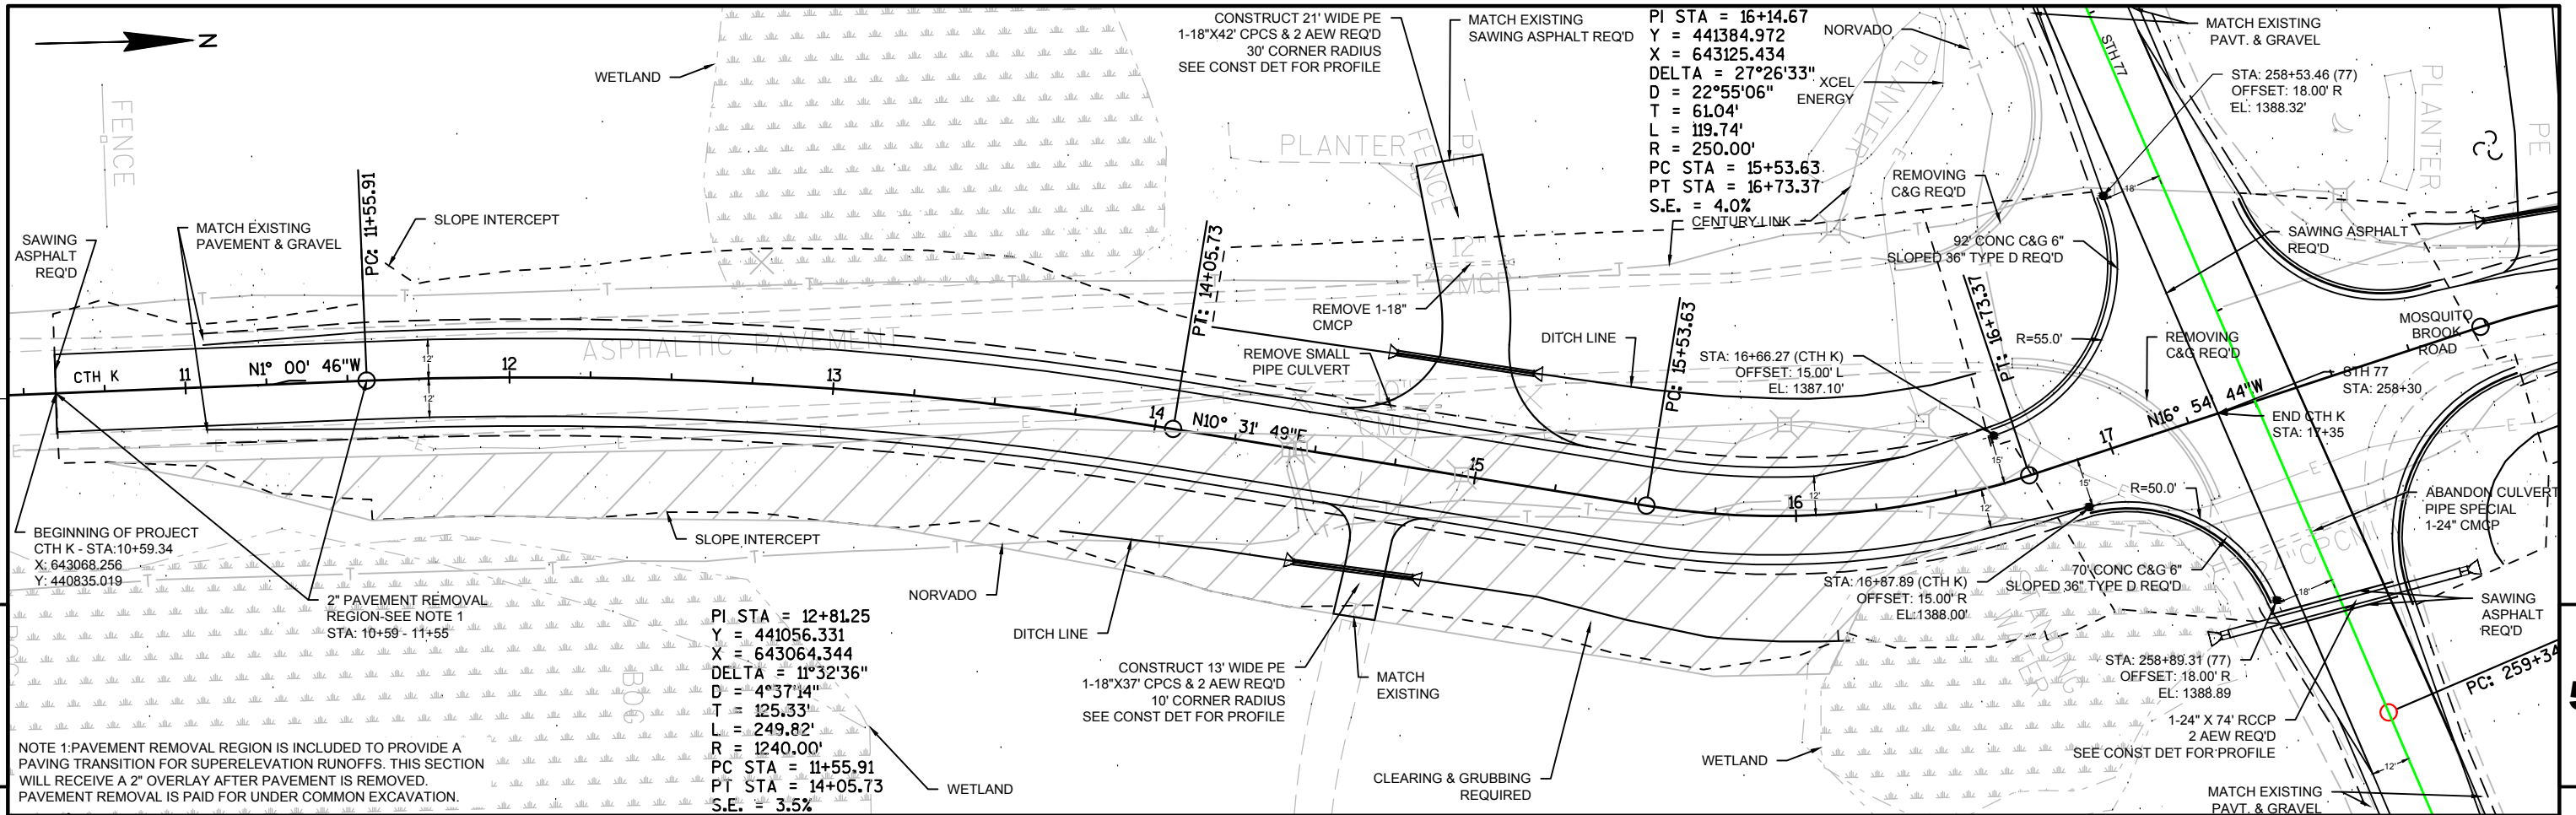 N
FENCE
WETLAND
CONSTRUCT 21' WIDE PE
1-18"X42' CPCS & 2 AEW REQ'D
30' CORNER RADIUS
SEE CONST DET FOR PROFILE
MATCH EXISTING
SAWING ASPHALT REQ'D
PI STA = 16+14.67
Y = 441384.972
X = 643125.434
DELTA = 27°26'33"
D = 22°55'06"
T = 61.04'
L = 119.74'
R = 250.00'
PC STA = 15+53.63
PT STA = 16+73.37
S.E. = 4.0%
NORVADO
XCEL
ENERGY
PLANTER
STH 77
MATCH EXISTING
PAVT. & GRAVEL
STA: 258+53.46 (77)
OFFSET: 18.00' R
EL: 1388.32'
PLANTER
PE
PLANTER
FENCE
PE
REMOVING
C&G REQ'D
18'
SAWING
ASPHALT
REQ'D
MATCH EXISTING
PAVEMENT & GRAVEL
PC: 11+55.91
SLOPE INTERCEPT
PT: 14+05.73
12"
CMCP
CENTURY LINK
92' CONC C&G 6"
SLOPED 36" TYPE D REQ'D
SAWING ASPHALT
REQ'D
REMOVE 1-18"
CMCP
DITCH LINE
PC: 15+53.63
PT: 16+73.37
R=55.0'
REMOVING
C&G REQ'D
MOSQUITO
BROOK
ROAD
ASPHALTIC PAVEMENT
REMOVE SMALL
PIPE CULVERT
STA: 16+66.27 (CTH K)
OFFSET: 15.00' L
EL: 1387.10'
STH 77
STA: 258+30
CTH K
11
N1° 00' 46"W
12
13
14
N10° 31' 49"E
15
16
17
N16° 54' 44"W
12'
12'
CMCP
12'
12'
15'
15'
END CTH K
STA: 17+35
R=50.0'
ABANDON CULVERT
PIPE SPECIAL
1-24" CMCP
BEGINNING OF PROJECT
CTH K - STA:10+59.34
X: 643068.256
Y: 440835.019
SLOPE INTERCEPT
2" PAVEMENT REMOVAL
REGION-SEE NOTE 1
STA: 10+59 - 11+55
NORVADO
DITCH LINE
STA: 16+87.89 (CTH K)
OFFSET: 15.00' R
EL:1388.00'
70' CONC C&G 6"
SLOPED 36" TYPE D REQ'D
18'
SAWING
ASPHALT
REQ'D
PI STA = 12+81.25
Y = 441056.331
X = 643064.344
DELTA = 11°32'36"
D = 4°37'14"
T = 125.33'
L = 249.82'
R = 1240.00'
PC STA = 11+55.91
PT STA = 14+05.73
S.E. = 3.5%
BOG
CONSTRUCT 13' WIDE PE
1-18"X37' CPCS & 2 AEW REQ'D
10' CORNER RADIUS
SEE CONST DET FOR PROFILE
MATCH
EXISTING
STA: 258+89.31 (77)
OFFSET: 18.00' R
EL: 1388.89
PC: 259+34
1-24" X 74' RCCP
2 AEW REQ'D
SEE CONST DET FOR PROFILE
NOTE 1:PAVEMENT REMOVAL REGION IS INCLUDED TO PROVIDE A
PAVING TRANSITION FOR SUPERELEVATION RUNOFFS. THIS SECTION
WILL RECEIVE A 2" OVERLAY AFTER PAVEMENT IS REMOVED.
PAVEMENT REMOVAL IS PAID FOR UNDER COMMON EXCAVATION.
WETLAND
CLEARING & GRUBBING
REQUIRED
WETLAND
12'
MATCH EXISTING
PAVT. & GRAVEL